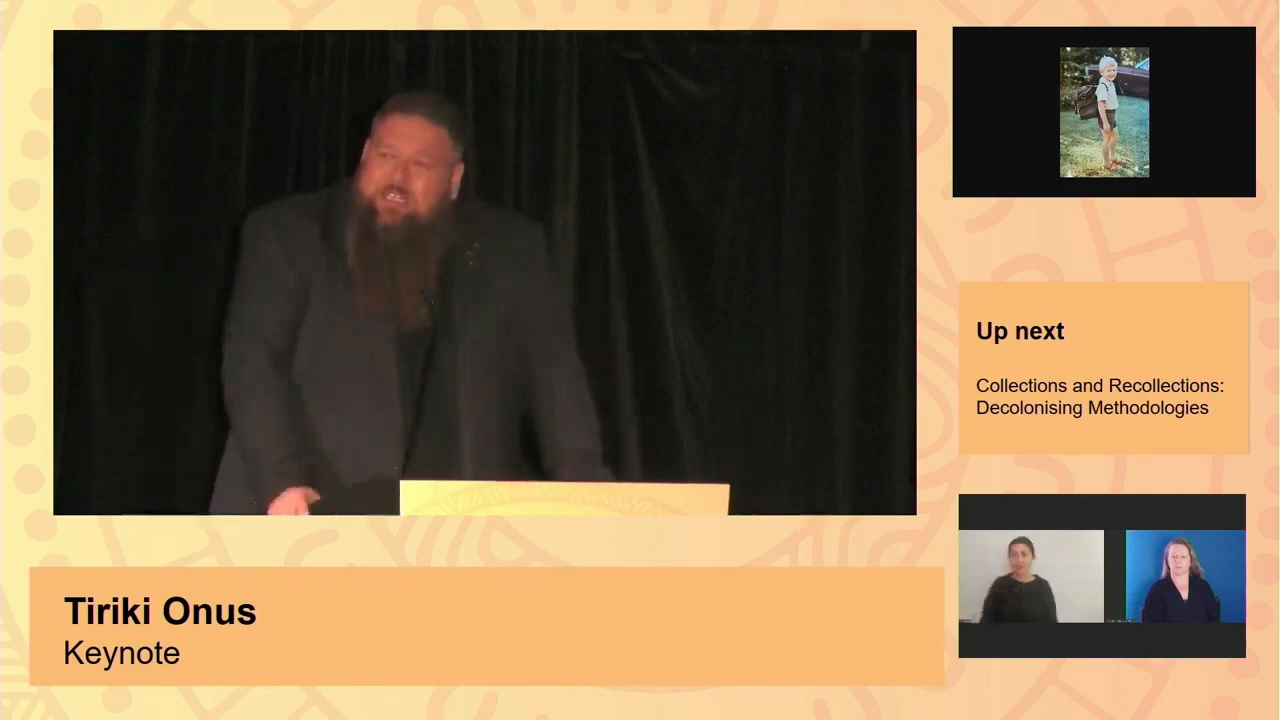 Up next
Collections and Recollections:
Decolonising Methodologies
Tiriki Onus
Keynote